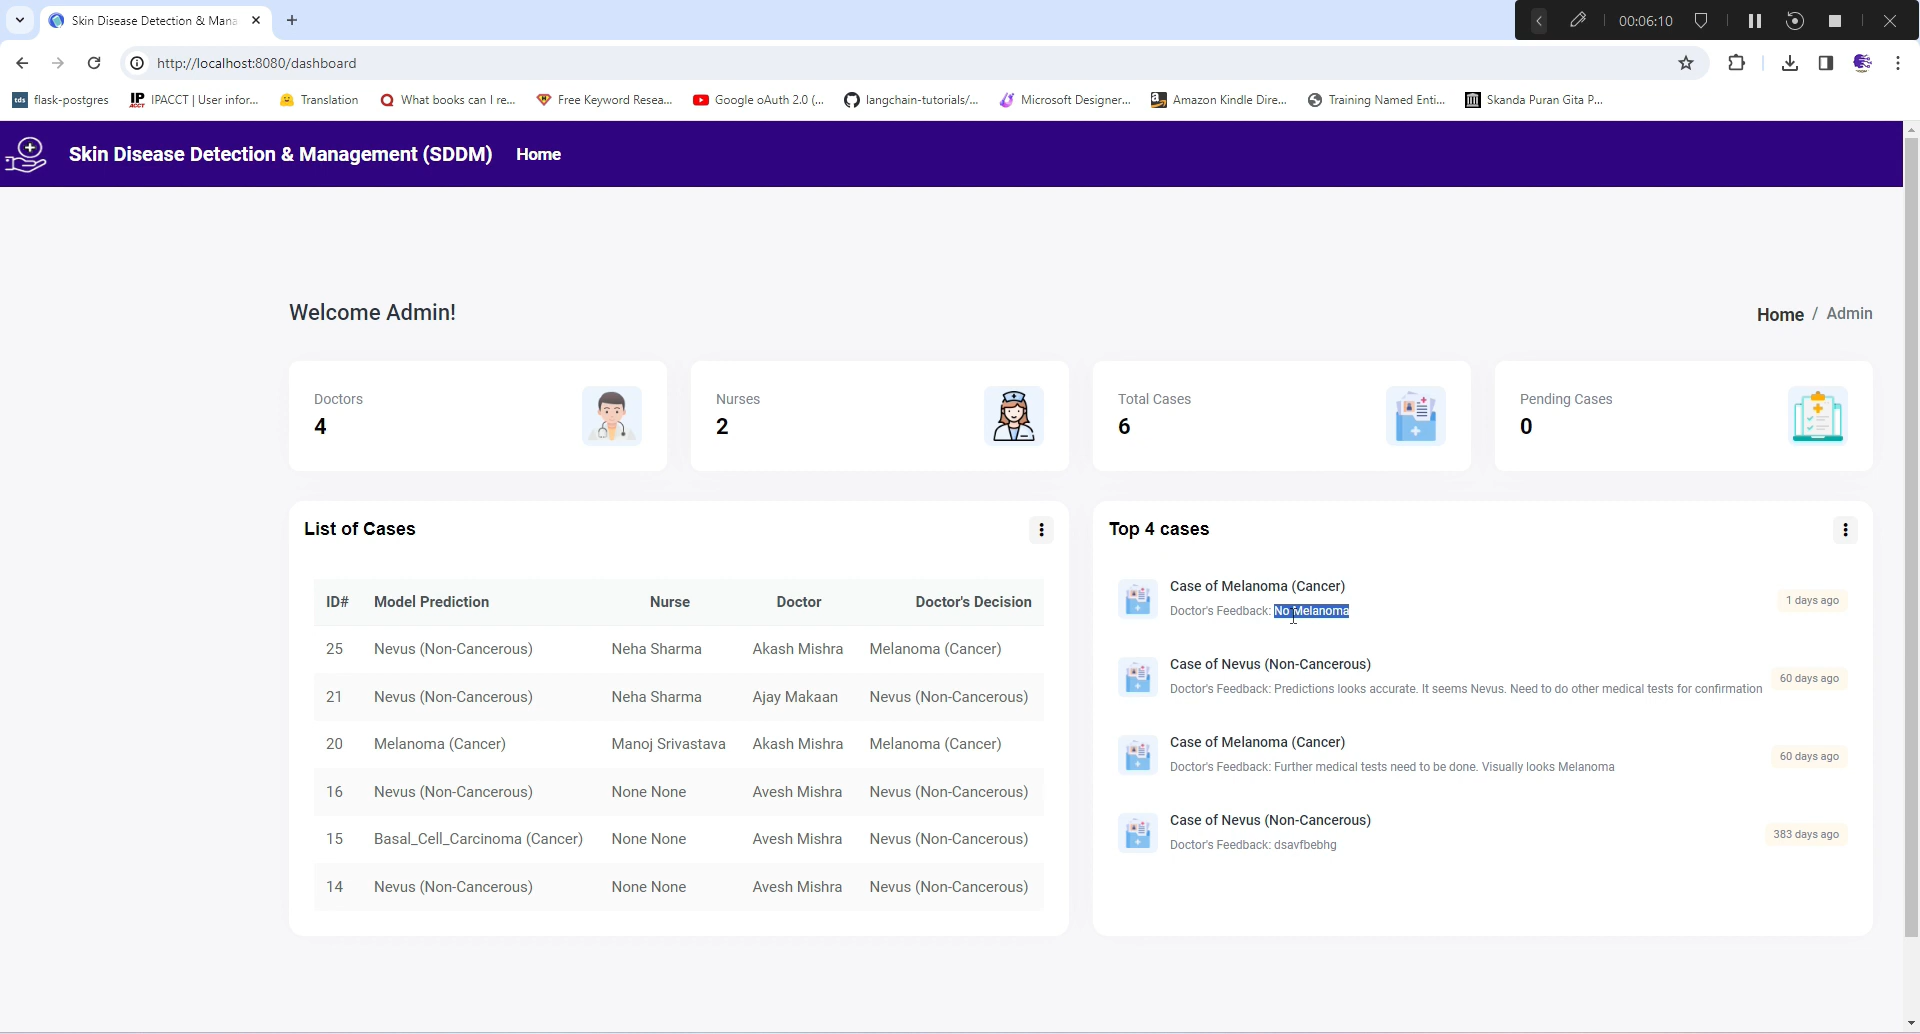 Skin Disease Detection & Mana
00:06:10
http://localhost:8080/dashboard
tds flask-postgres IP ACCT IPACCT | User infor... Translation What books can I re... Free Keyword Resea... Google oAuth 2.0 (... langchain-tutorials/... Microsoft Designer... Amazon Kindle Dire... Training Named Enti... Skanda Puran Gita P...
Skin Disease Detection & Management (SDDM) Home
Welcome Admin!
Home / Admin
Doctors
4
Nurses
2
Total Cases
6
Pending Cases
0
List of Cases
ID# Model Prediction Nurse Doctor Doctor's Decision
25 Nevus (Non-Cancerous) Neha Sharma Akash Mishra Melanoma (Cancer)
21 Nevus (Non-Cancerous) Neha Sharma Ajay Makaan Nevus (Non-Cancerous)
20 Melanoma (Cancer) Manoj Srivastava Akash Mishra Melanoma (Cancer)
16 Nevus (Non-Cancerous) None None Avesh Mishra Nevus (Non-Cancerous)
15 Basal_Cell_Carcinoma (Cancer) None None Avesh Mishra Nevus (Non-Cancerous)
14 Nevus (Non-Cancerous) None None Avesh Mishra Nevus (Non-Cancerous)
Top 4 cases
Case of Melanoma (Cancer)
Doctor's Feedback: No Melanoma
1 days ago
Case of Nevus (Non-Cancerous)
Doctor's Feedback: Predictions looks accurate. It seems Nevus. Need to do other medical tests for confirmation
60 days ago
Case of Melanoma (Cancer)
Doctor's Feedback: Further medical tests need to be done. Visually looks Melanoma
60 days ago
Case of Nevus (Non-Cancerous)
Doctor's Feedback: dsavfbebhg
383 days ago